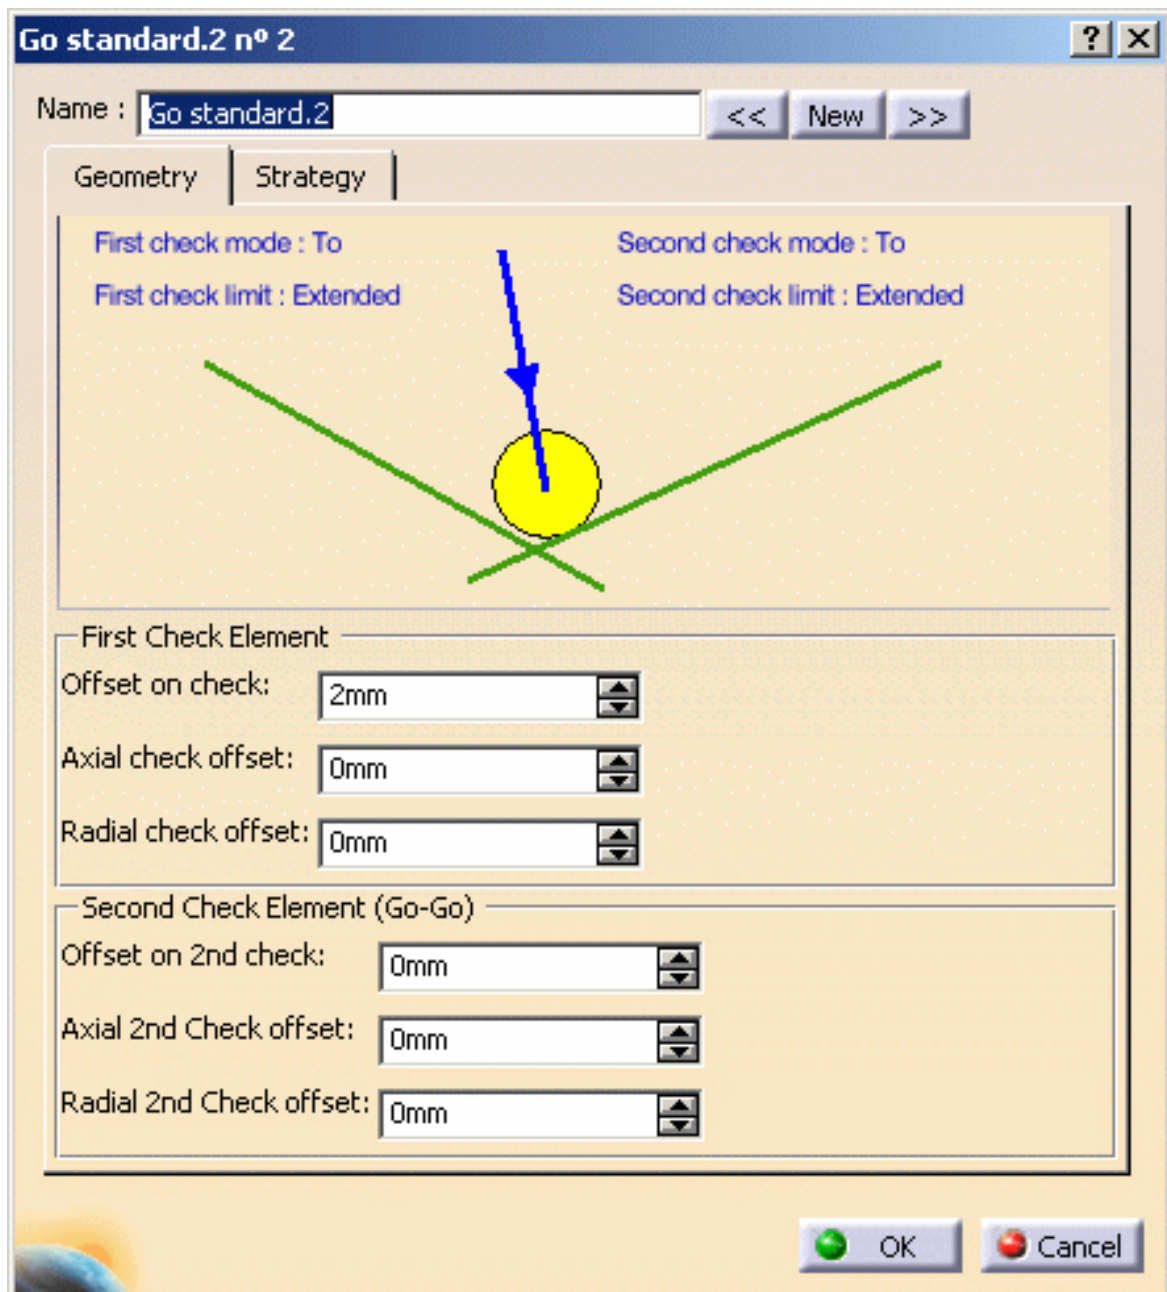 Go standard.2 nº 2
Name : Go standard.2 << New >>
Geometry Strategy
First check mode : To Second check mode : To
First check limit : Extended Second check limit : Extended
First Check Element
Offset on check: 2mm
Axial check offset: 0mm
Radial check offset: 0mm
Second Check Element (Go-Go)
Offset on 2nd check: 0mm
Axial 2nd Check offset: 0mm
Radial 2nd Check offset: 0mm
OK Cancel